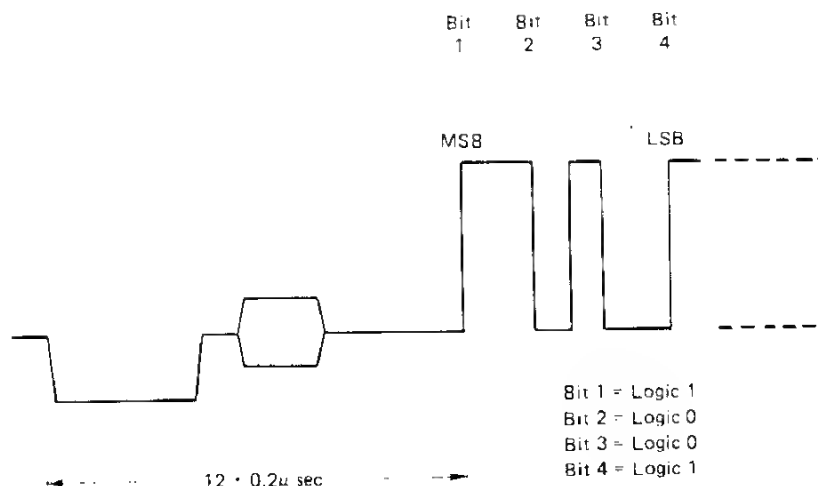 Bit Bit Bit Bit
1 2 3 4
MSB LSB
Bit 1 = Logic 1
Bit 2 = Logic 0
Bit 3 = Logic 0
Bit 4 = Logic 1
12 · 0.2μ sec